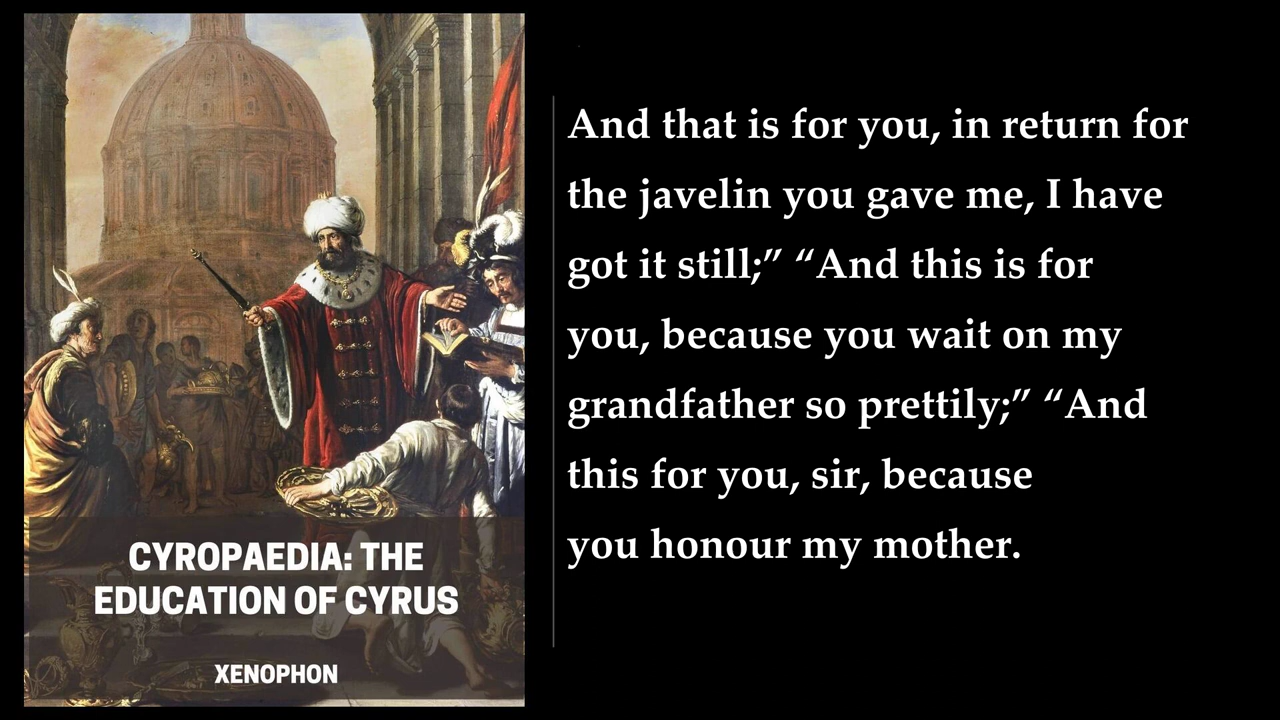 And that is for you, in return for
the javelin you gave me, I have
got it still;” “And this is for
you, because you wait on my
grandfather so prettily;” “And
this for you, sir, because
you honour my mother.
CYROPAEDIA: THE
EDUCATION OF CYRUS
XENOPHON